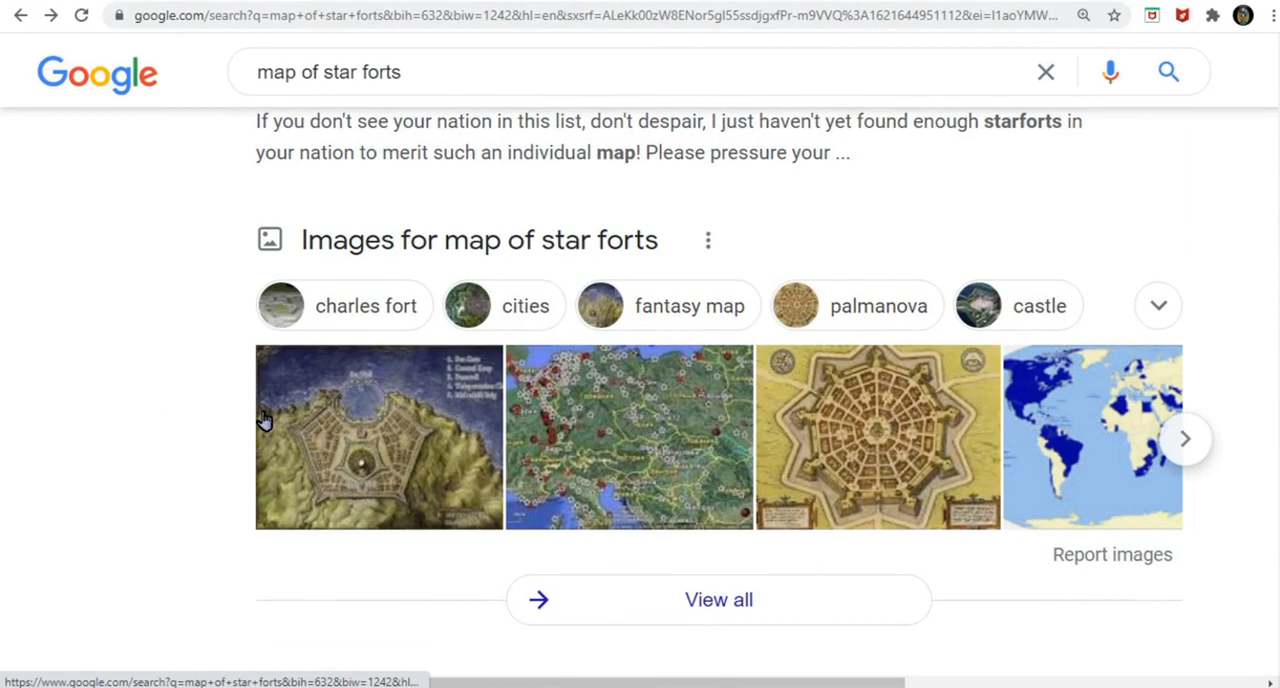 google.com/search?q=map+of+star+forts&bih=632&biw=1242&hl=en&sxsrf=ALeKk00zW8ENor5gI55ssdjgxfPr-m9VVQ%3A1621644951112&ei=l1aoYMW...
Google
map of star forts
If you don't see your nation in this list, don't despair, I just haven't yet found enough starforts in
your nation to merit such an individual map! Please pressure your ...
Images for map of star forts
charles fort
cities
fantasy map
palmanova
castle
Report images
View all
https://www.google.com/search?q=map+of+star+forts&bih=632&biw=1242&hl...